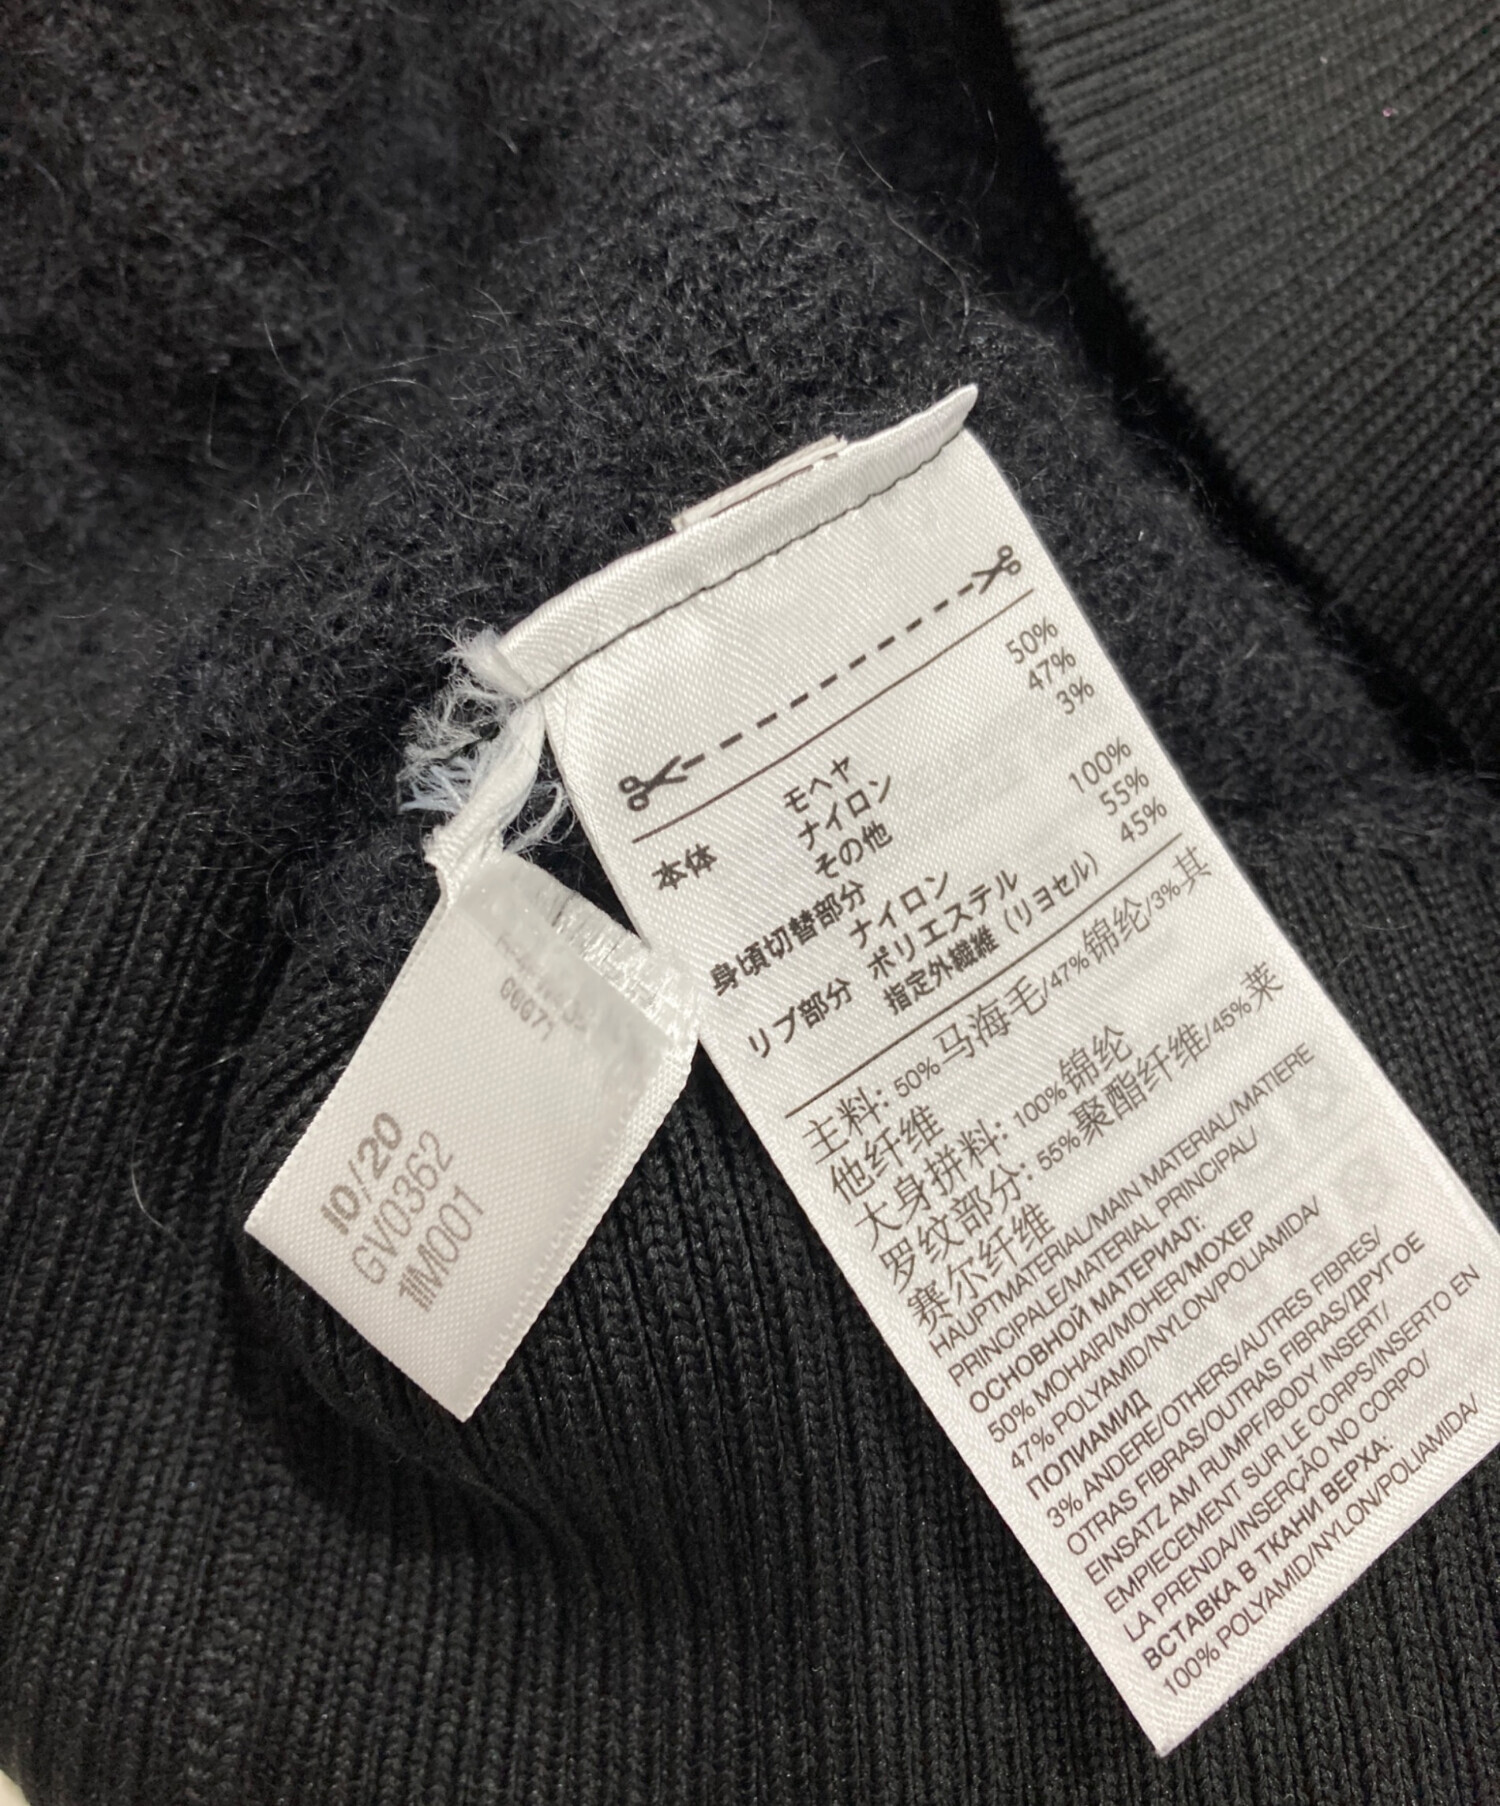 50%
47%
3%
100%
55%
45%
本体
モヘヤ
ナイロン
その他
身頃切替部分
ナイロン
リブ部分 ポリエステル
指定外繊維（リヨセル）
主料: 50%马海毛/47%锦纶/3%其
他纤维
大身拼料: 100%锦纶
罗纹部分: 55%聚酯纤维/45%莱
赛尔纤维
HAUPTMATERIAL/MAIN MATERIAL/MATIERE
PRINCIPALE/MATERIAL PRINCIPAL/
ОСНОВНОЙ МАТЕРИАЛ:
50% MOHAIR/MOHER/МОХЕР
47% POLYAMID/NYLON/POLIAMIDA/
ПОЛИАМИД
3% ANDERE/OTHERS/AUTRES FIBRES/
OTRAS FIBRAS/OUTRAS FIBRAS/ДРУГОЕ
EINSATZ AM RUMPF/BODY INSERT/
EMPIECEMENT SUR LE CORPS/INSERTO EN
LA PRENDA/INSERÇÃO NO CORPO/
ВСТАВКА В ТКАНИ ВЕРХА:
100% POLYAMID/NYLON/POLIAMIDA/
10/20
GV0362
1IM001